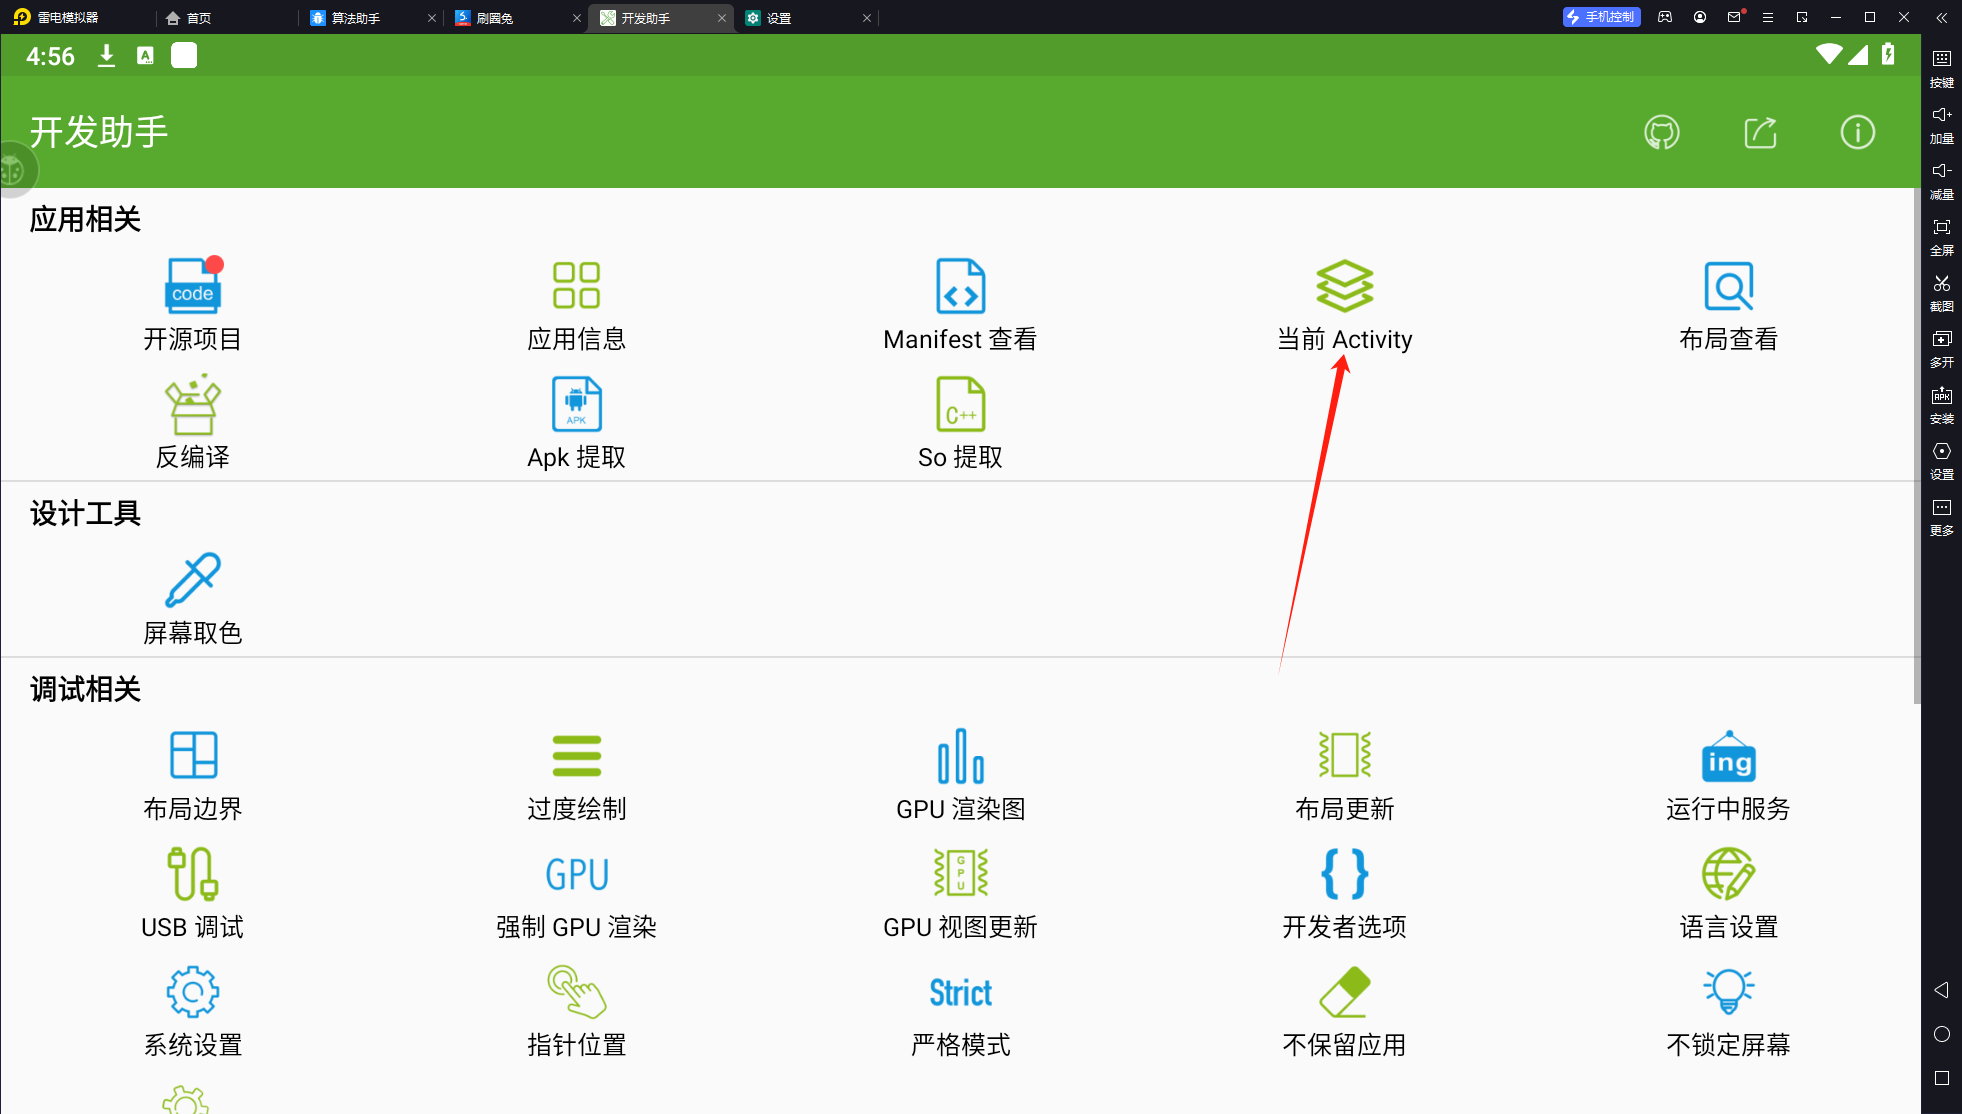 雷电模拟器
首页
算法助手
刷圈兔
开发助手
设置
手机控制
4:56
A
开发助手
应用相关
code
开源项目
应用信息
Manifest 查看
当前 Activity
布局查看
反编译
APK
Apk 提取
C++
So 提取
设计工具
屏幕取色
调试相关
布局边界
过度绘制
GPU 渲染图
布局更新
ing
运行中服务
USB 调试
GPU
强制 GPU 渲染
GPU
GPU 视图更新
{ }
开发者选项
语言设置
系统设置
指针位置
Strict
严格模式
不保留应用
不锁定屏幕
按键
加量
减量
全屏
截图
多开
APK
安装
设置
更多